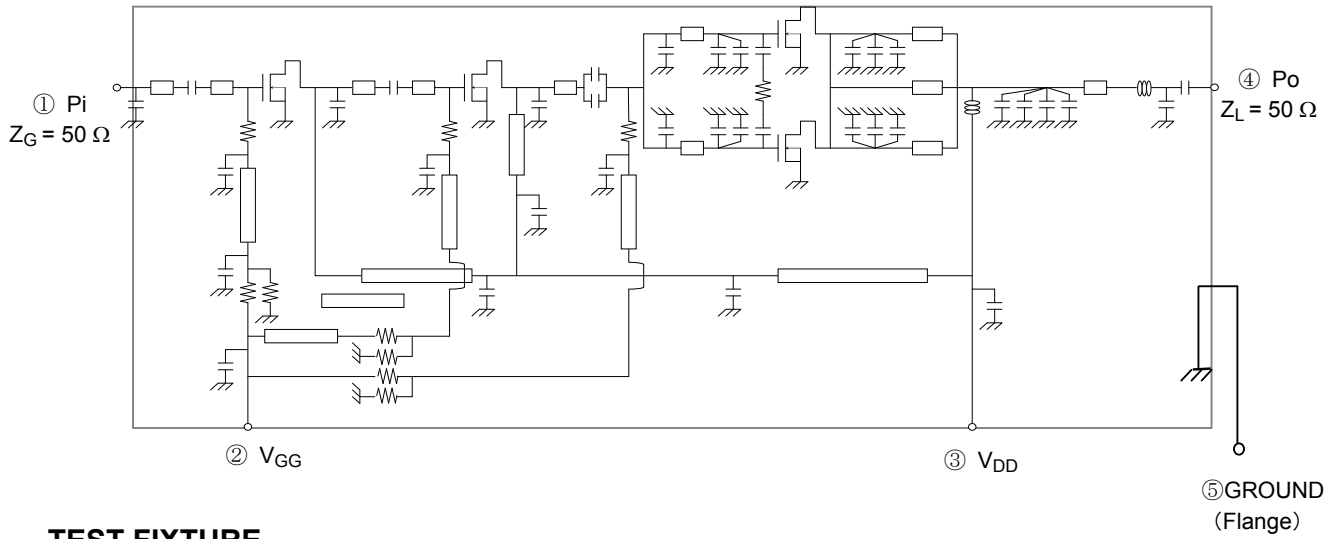 ① Pi
Z_G = 50 Ω
④ Po
Z_L = 50 Ω
② V_GG
③ V_DD
⑤GROUND
(Flange)
TEST FIXTURE